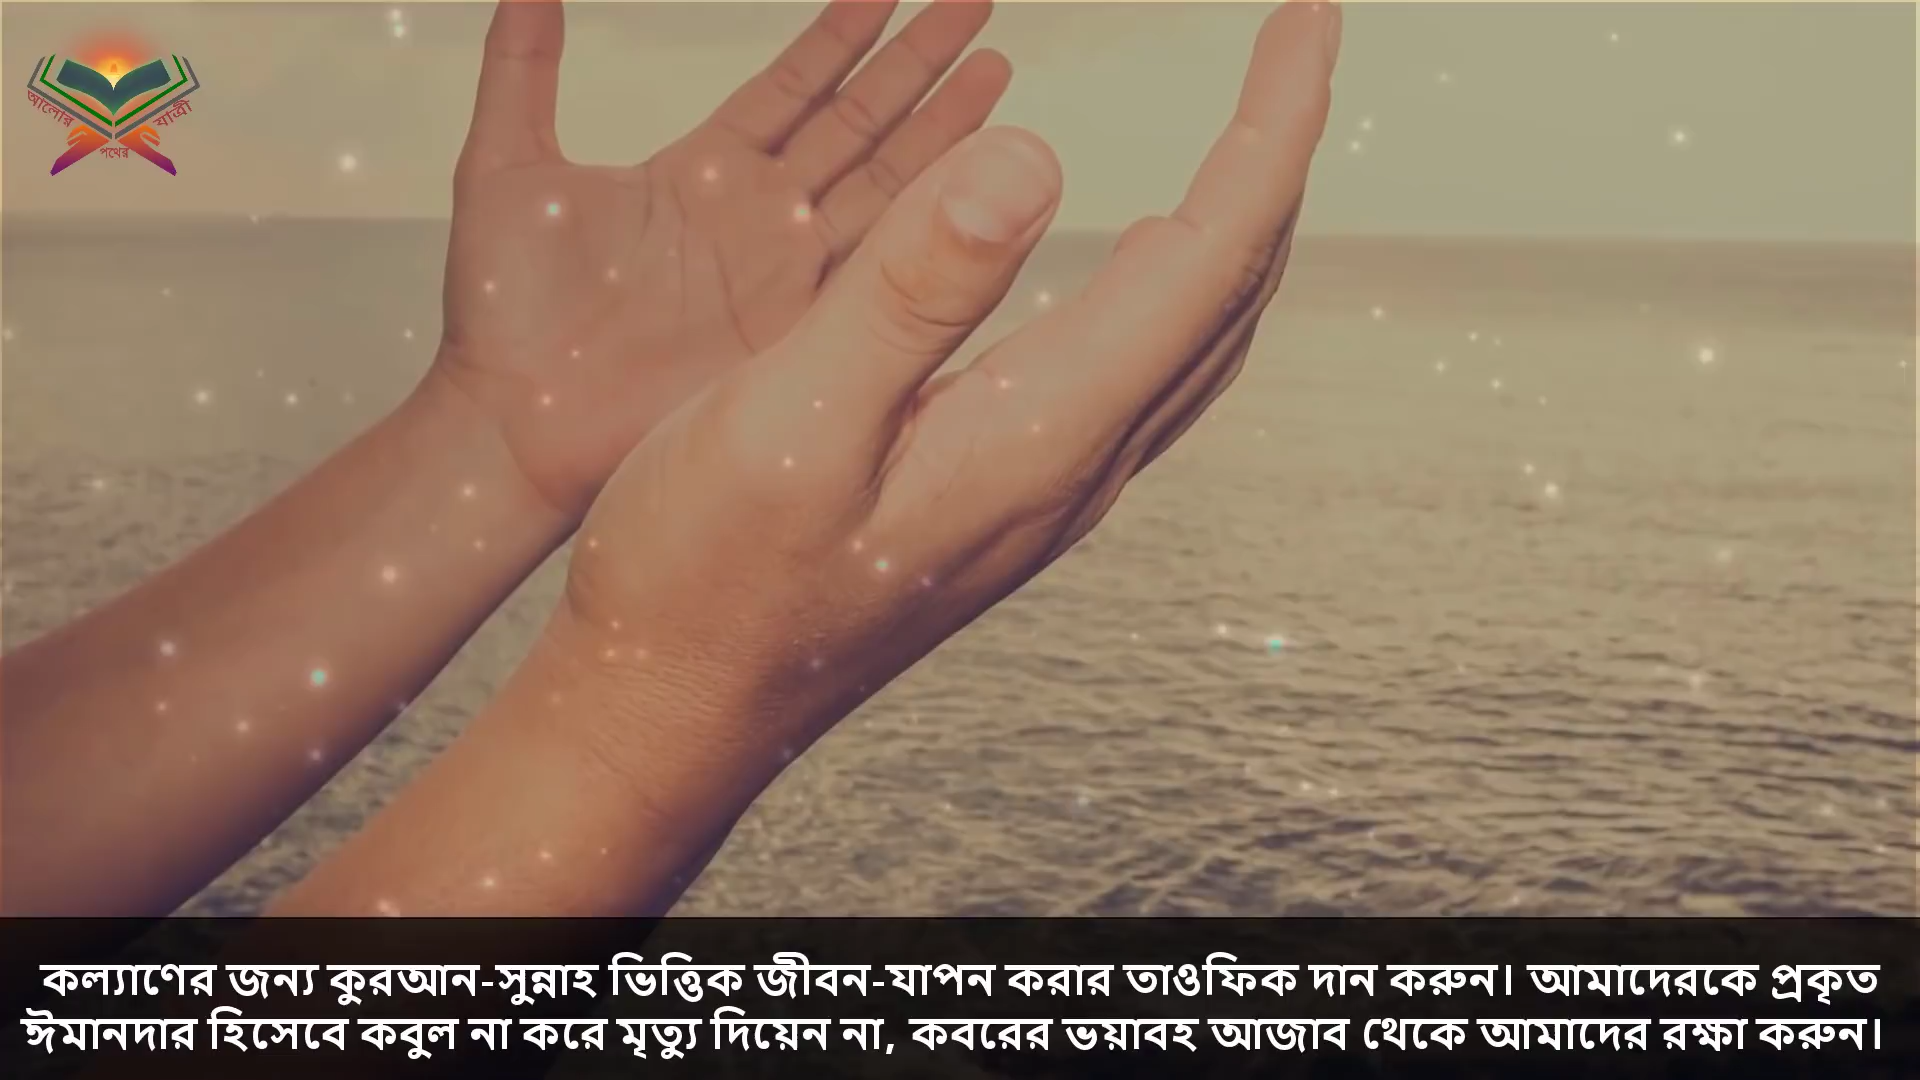 আলোর
পথের
যাত্রী
কল্যাণের জন্য কুরআন-সুন্নাহ ভিত্তিক জীবন-যাপন করার তাওফিক দান করুন। আমাদেরকে প্রকৃত
ঈমানদার হিসেবে কবুল না করে মৃত্যু দিয়েন না, কবরের ভয়াবহ আজাব থেকে আমাদের রক্ষা করুন।